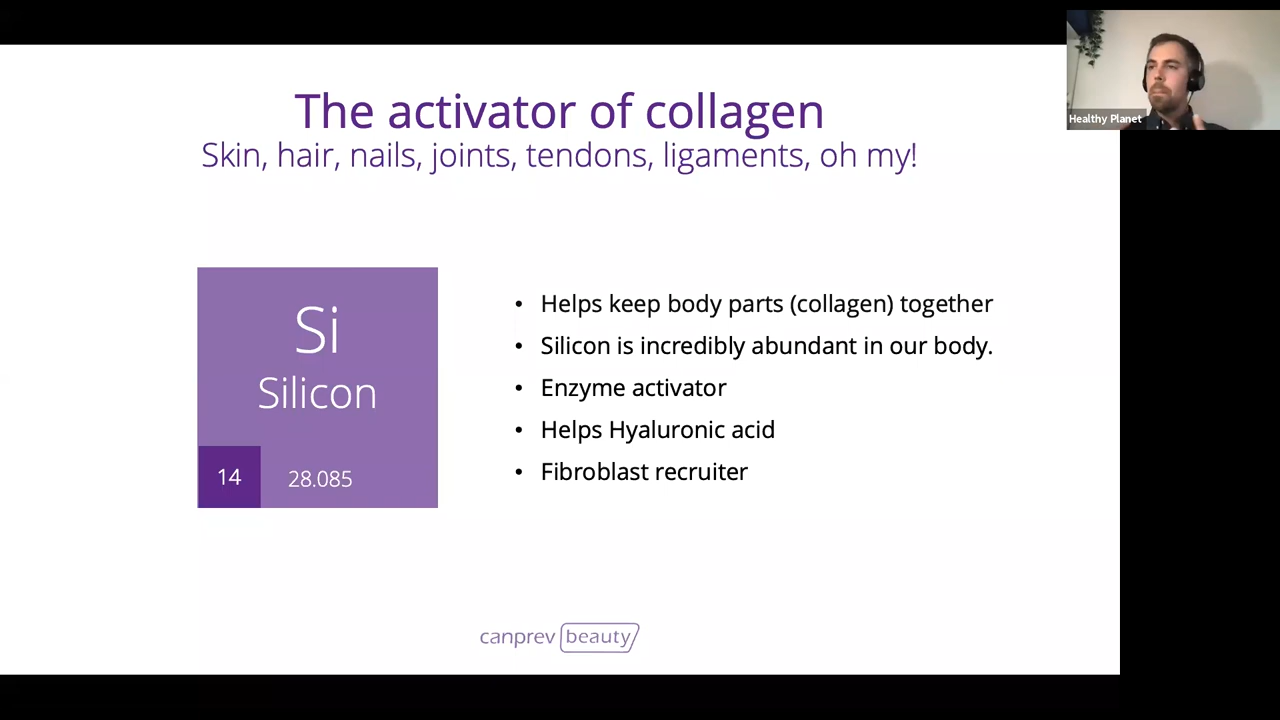 The activator of collagen
Skin, hair, nails, joints, tendons, ligaments, oh my!
Si
Silicon
14 28.085
• Helps keep body parts (collagen) together
• Silicon is incredibly abundant in our body.
• Enzyme activator
• Helps Hyaluronic acid
• Fibroblast recruiter
canprev beauty
Healthy Planet